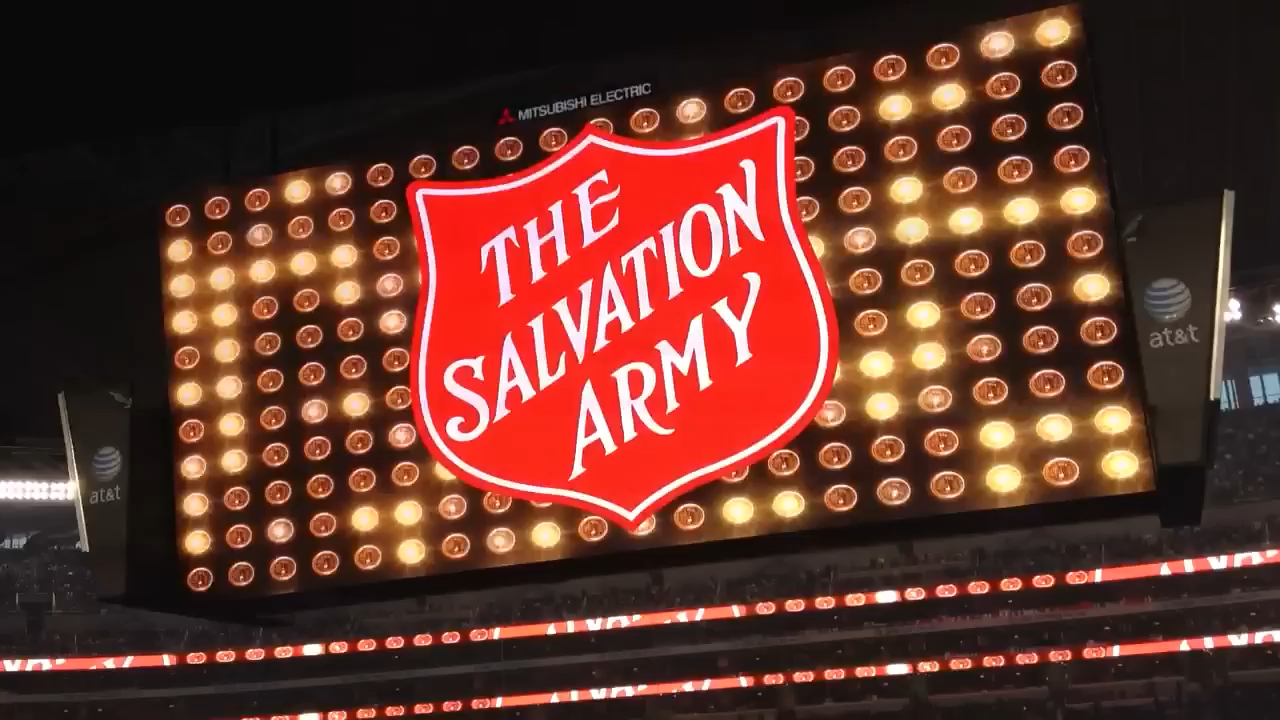 MITSUBISHI ELECTRIC
THE
SALVATION
ARMY
at&t
at&t